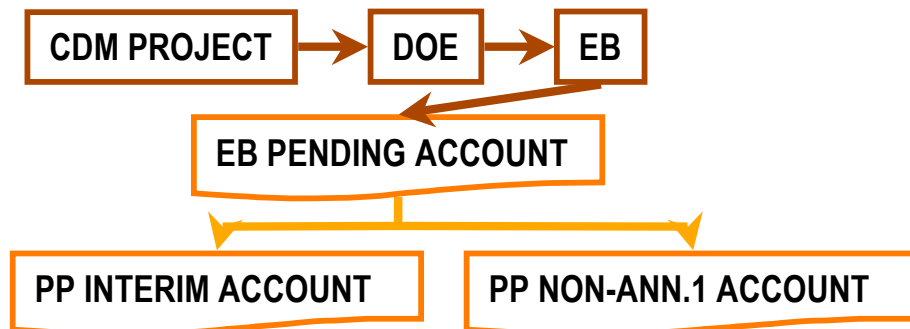 CDM PROJECT
DOE
EB
EB PENDING ACCOUNT
PP INTERIM ACCOUNT
PP NON-ANN.1 ACCOUNT